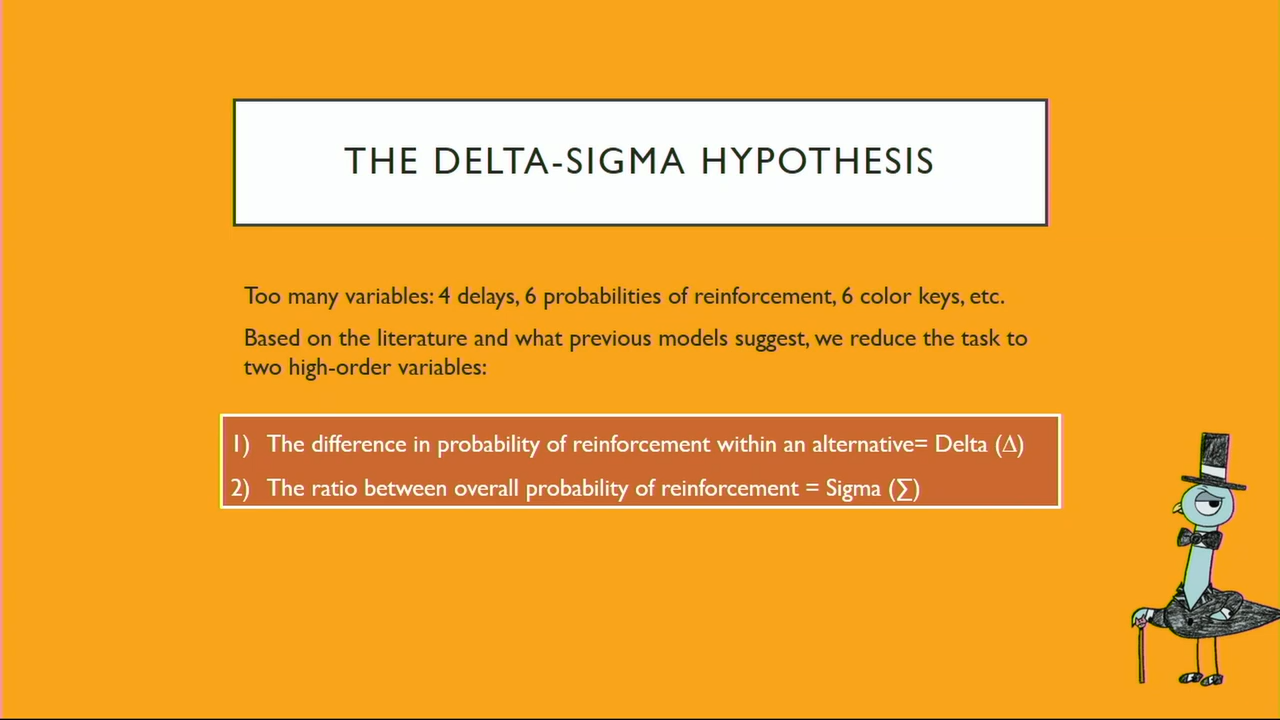 THE DELTA-SIGMA HYPOTHESIS
Too many variables: 4 delays, 6 probabilities of reinforcement, 6 color keys, etc.
Based on the literature and what previous models suggest, we reduce the task to
two high-order variables:
1) The difference in probability of reinforcement within an alternative= Delta (Δ)
2) The ratio between overall probability of reinforcement = Sigma (∑)